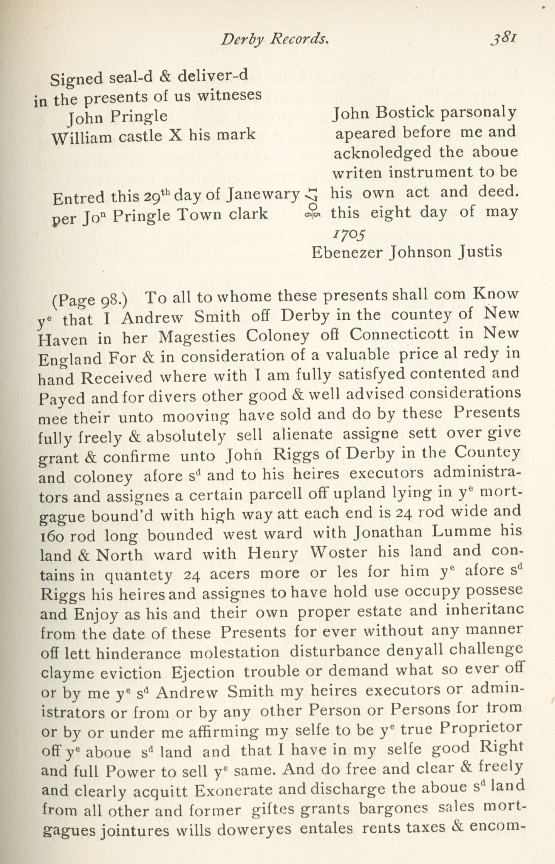 Derby Records. 381
Signed seal-d & deliver-d
in the presents of us witneses
John Pringle
William castle X his mark
Entred this 29th day of Janewary
per Jon Pringle Town clark
John Bostick parsonaly
apeared before me and
acknoledged the aboue
writen instrument to be
his own act and deed.
this eight day of may
1705
Ebenezer Johnson Justis
(Page 98.) To all to whome these presents shall com Know
ye that I Andrew Smith off Derby in the countey of New
Haven in her Magesties Coloney off Connecticott in New
England For & in consideration of a valuable price al redy in
hand Received where with I am fully satisfyed contented and
Payed and for divers other good & well advised considerations
mee their unto mooving have sold and do by these Presents
fully freely & absolutely sell alienate assigne sett over give
grant & confirme unto John Riggs of Derby in the Countey
and coloney afore sd and to his heires executors administra-
tors and assignes a certain parcell off upland lying in ye mort-
gague bound'd with high way att each end is 24 rod wide and
160 rod long bounded west ward with Jonathan Lumme his
land & North ward with Henry Woster his land and con-
tains in quantety 24 acers more or les for him ye afore sd
Riggs his heires and assignes to have hold use occupy possese
and Enjoy as his and their own proper estate and inheritanc
from the date of these Presents for ever without any manner
off lett hinderance molestation disturbance denyall challenge
clayme eviction Ejection trouble or demand what so ever off
or by me ye sd Andrew Smith my heires executors or admin-
istrators or from or by any other Person or Persons for from
or by or under me affirming my selfe to be ye true Proprietor
off ye aboue sd land and that I have in my selfe good Right
and full Power to sell ye same. And do free and clear & freely
and clearly acquitt Exonerate and discharge the aboue sd land
from all other and former giftes grants bargones sales mort-
gagues jointures wills doweryes entales rents taxes & encom-